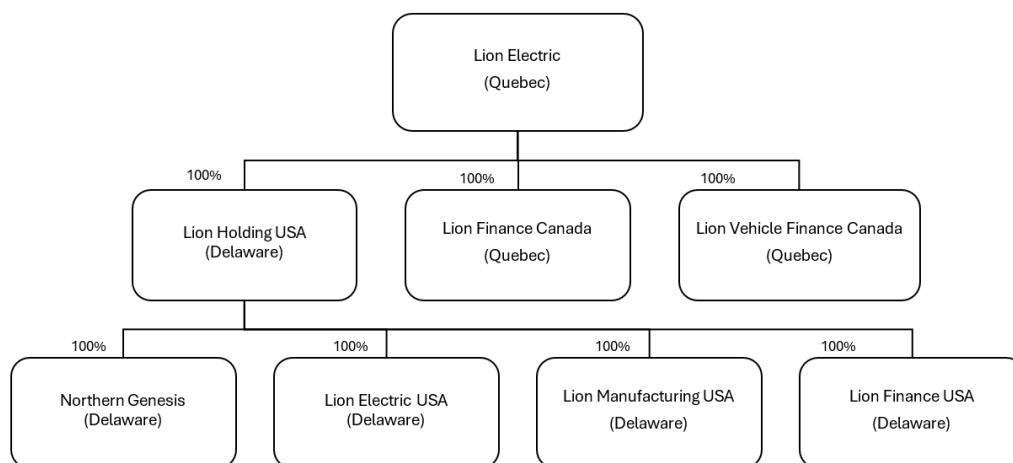 Lion Electric
(Quebec)
100%
100%
100%
Lion Holding USA
(Delaware)
Lion Finance Canada
(Quebec)
Lion Vehicle Finance Canada
(Quebec)
100%
100%
100%
100%
Northern Genesis
(Delaware)
Lion Electric USA
(Delaware)
Lion Manufacturing USA
(Delaware)
Lion Finance USA
(Delaware)